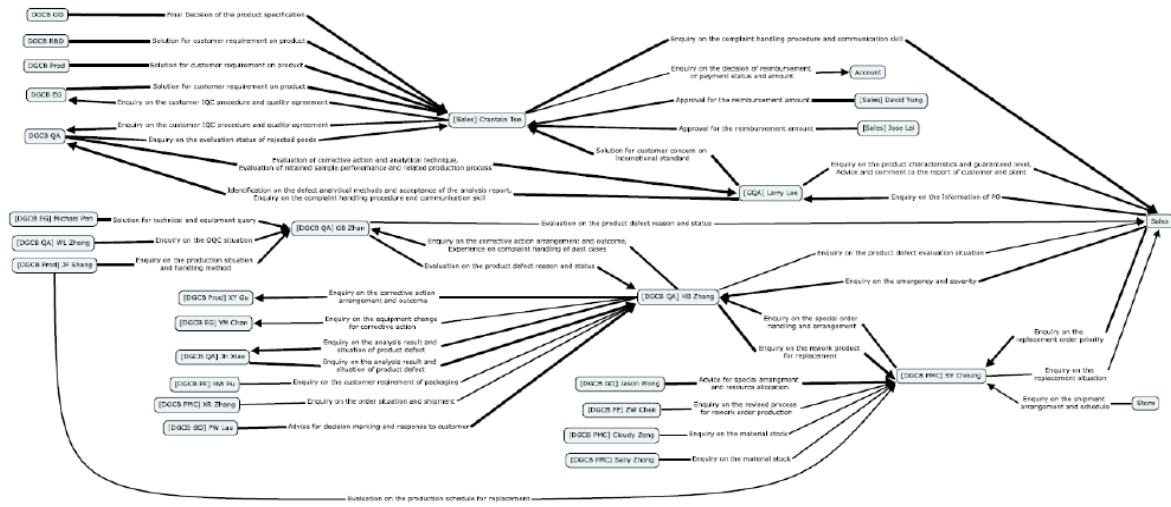 DGCB GO
Final Decision of the product specification
DGCB R&D
Solution for customer requirement on product
Enquiry on the complaint handling procedure and communication skill
DGCB Prod
Solution for customer requirement on product
Enquiry on the decision of reimbursement
or payment status and amount
Account
DGCB EG
Solution for customer requirement on product
Enquiry on the customer IQC procedure and quality agreement
Approval for the reimbursement amount
[Sales] David Yung
[Sales] Crantain Tee
DGCB QA
Enquiry on the customer IQC procedure and quality agreement
Enquiry on the evaluation status of rejected goods
Approval for the reimbursement amount
[Sales] Jose Lai
Solution for customer concern on
International standard
Evaluation of corrective action and analytical technique,
Evaluation of retained sample performance and related production process
Enquiry on the product characteristics and guaranteed level,
Advice and comment to the report of customer and plant
Identification on the defect analytical methods and acceptance of the analysis report,
Enquiry on the complaint handling procedure and communication skill
[GQA] Larry Lee
Enquiry on the information of PO
[DGCB EG] Michael Pan
Solution for technical and equipment query
[DGCB QA] GB Zhan
Evaluation on the product defect reason and status
Sales
[DGCB QA] WL Zhong
Enquiry on the OQC situation
Enquiry on the corrective action arrangement and outcome,
Experience on complaint handling of past cases
Enquiry on the product defect evaluation situation
[DGCB Prod] JF Shang
Enquiry on the production situation
and handling method
Evaluation on the product defect reason and status
Enquiry on the emergency and severity
[DGCB Prod] XY Gu
Enquiry on the corrective action
arrangement and outcome
[DGCB QA] HB Zhang
[DGCB EG] YM Chan
Enquiry on the equipment change
for corrective action
Enquiry on the special order
handling and arrangement
[DGCB QA] JH Xiao
Enquiry on the analysis result and
situation of product defect
Enquiry on the analysis result and
situation of product defect
Enquiry on the rework product
for replacement
Enquiry on the
replacement order priority
[DGCB PE] HW Pu
Enquiry on the customer requirement of packaging
[DGCB GO] Jason Wong
Advice for special arrangment
and resource allocation
[DGCB PMC] SY Cheung
Enquiry on the
replacement situation
[DGCB PMC] XR Zhang
Enquiry on the order situation and shipment
[DGCB PE] ZW Chen
Enquiry on the revised process
for rework order production
Enquiry on the shipment
arrangement and schedule
Store
[DGCB GO] PW Lau
Advise for decision marking and response to customer
[DGCB PMC] Cloudy Zeng
Enquiry on the material stock
[DGCB PMC] Sally Zhong
Enquiry on the material stock
Evaluation on the production schedule for replacement